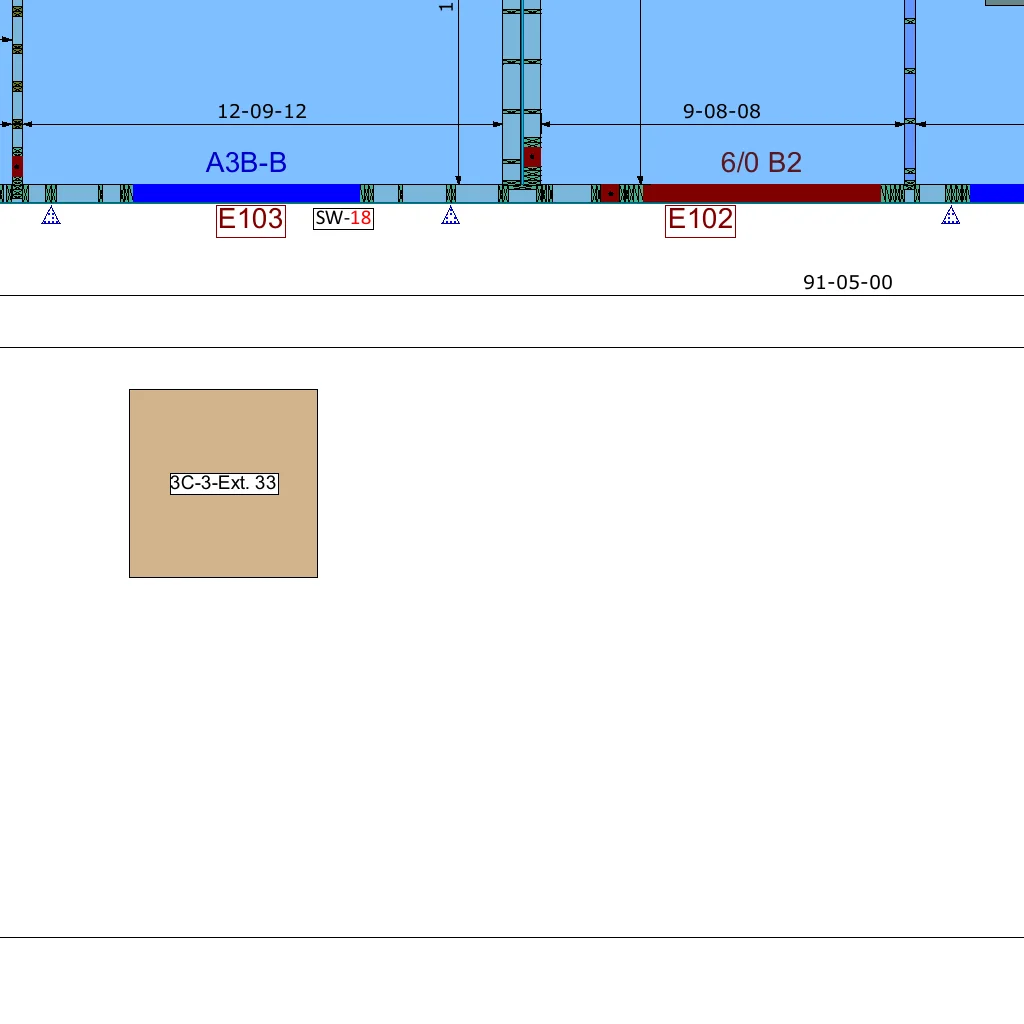 1
12-09-12
9-08-08
A3B-B
6/0 B2
E103
SW-18
E102
91-05-00
3C-3-Ext. 33